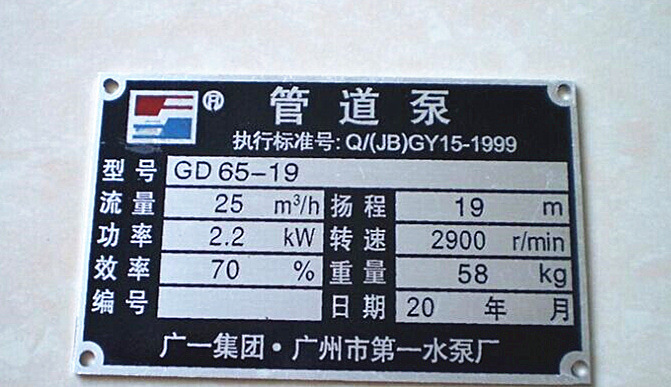 ® 管道泵
执行标准号: Q/(JB)GY15-1999
型号 GD 65-19
流量 25 m³/h 扬程 19 m
功率 2.2 kW 转速 2900 r/min
效率 70 % 重量 58 kg
编号 日期 20 年 月
广一集团·广州市第一水泵厂